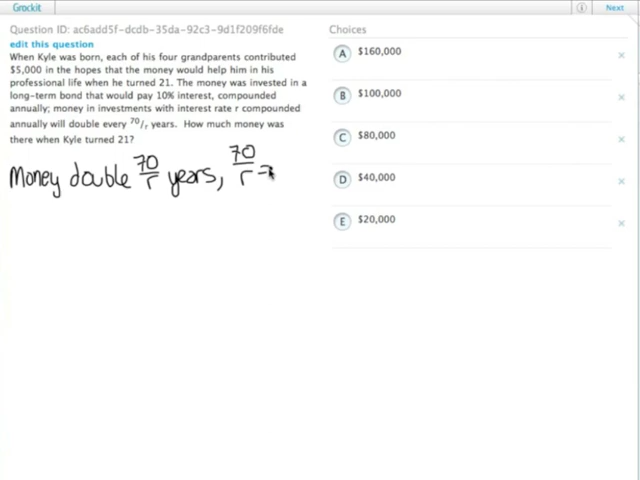 Grockit
Next
Question ID: ac6add5f-dcdb-35da-92c3-9d1f209f6fde
edit this question
When Kyle was born, each of his four grandparents contributed
$5,000 in the hopes that the money would help him in his
professional life when he turned 21. The money was invested in a
long-term bond that would pay 10% interest, compounded
annually; money in investments with interest rate r compounded
annually will double every 70/r years. How much money was
there when Kyle turned 21?
Money double 70/r years, 70/r =
Choices
A $160,000
B $100,000
C $80,000
D $40,000
E $20,000